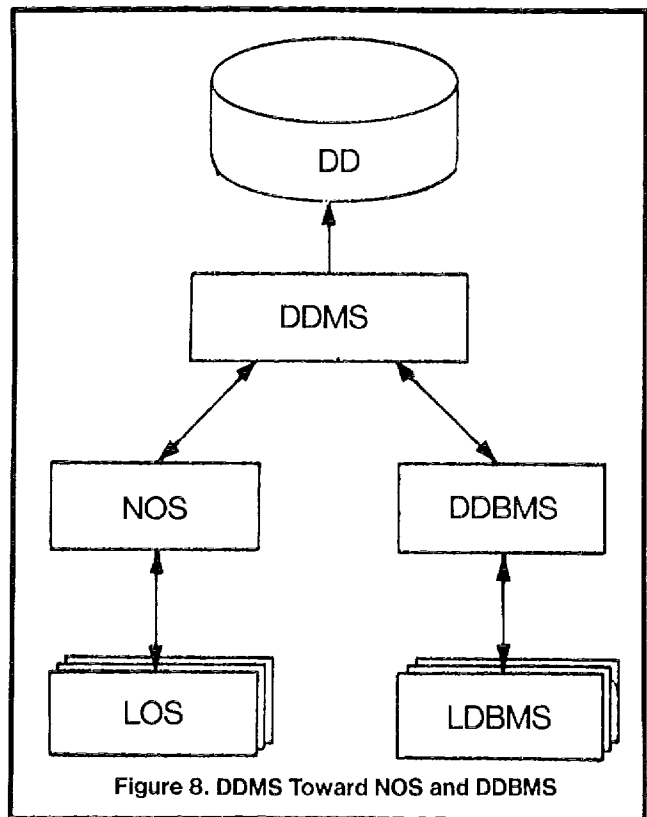 DD
DDMS
NOS
DDBMS
LOS
LDBMS
Figure 8. DDMS Toward NOS and DDBMS